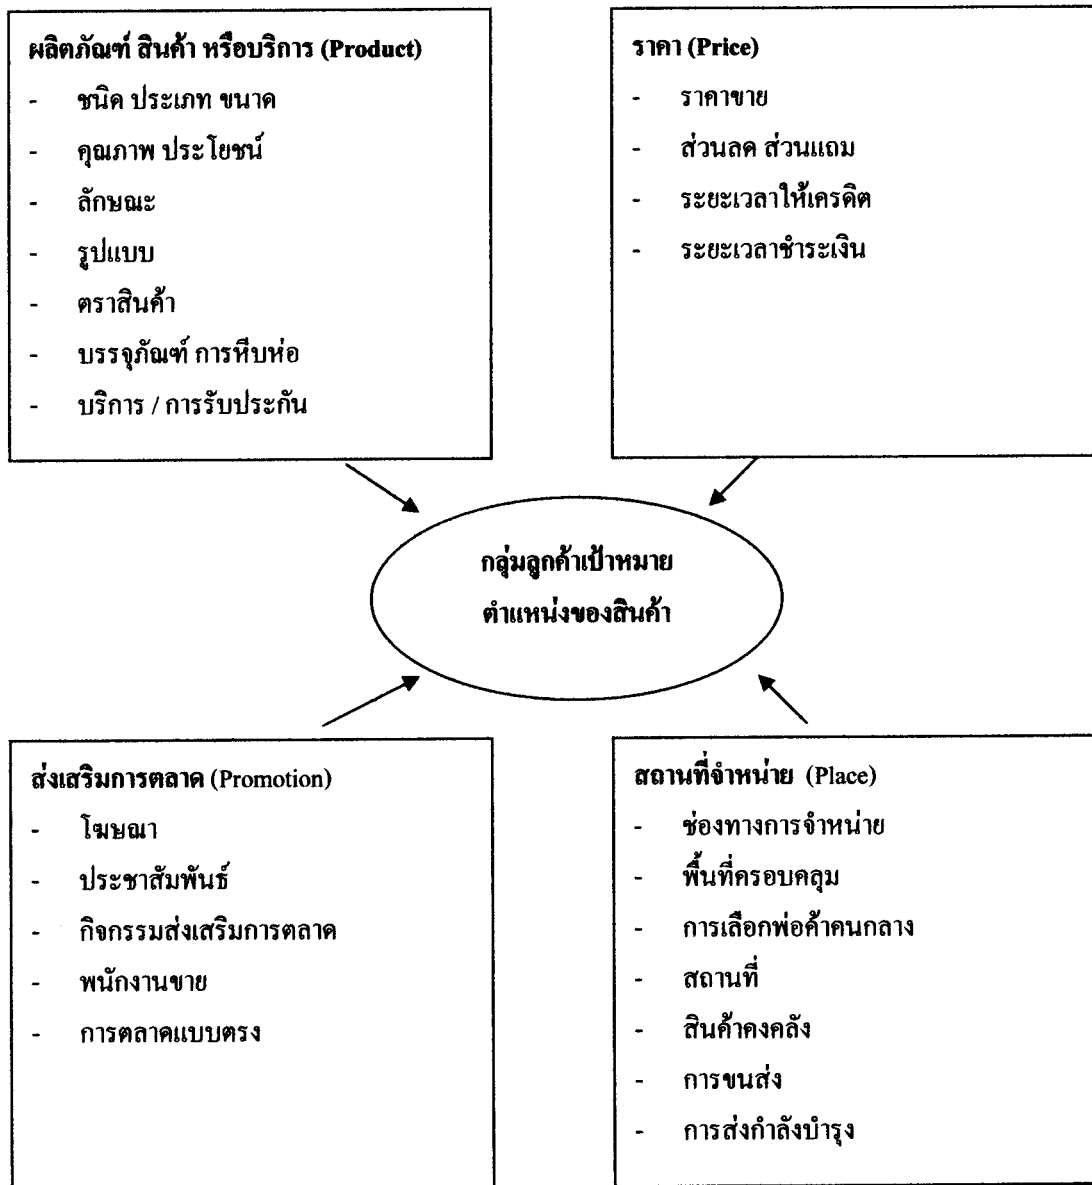 ผลิตภัณฑ์ สินค้า หรือบริการ (Product)
- ชนิด ประเภท ขนาด
- คุณภาพ ประโยชน์
- ลักษณะ
- รูปแบบ
- ตราสินค้า
- บรรจุภัณฑ์ การหีบห่อ
- บริการ / การรับประกัน
ราคา (Price)
- ราคาขาย
- ส่วนลด ส่วนแถม
- ระยะเวลาให้เครดิต
- ระยะเวลาชำระเงิน
กลุ่มลูกค้าเป้าหมาย
ตำแหน่งของสินค้า
ส่งเสริมการตลาด (Promotion)
- โฆษณา
- ประชาสัมพันธ์
- กิจกรรมส่งเสริมการตลาด
- พนักงานขาย
- การตลาดแบบตรง
สถานที่จำหน่าย (Place)
- ช่องทางการจำหน่าย
- พื้นที่ครอบคลุม
- การเลือกพ่อค้าคนกลาง
- สถานที่
- สินค้าคงคลัง
- การขนส่ง
- การส่งกำลังบำรุง